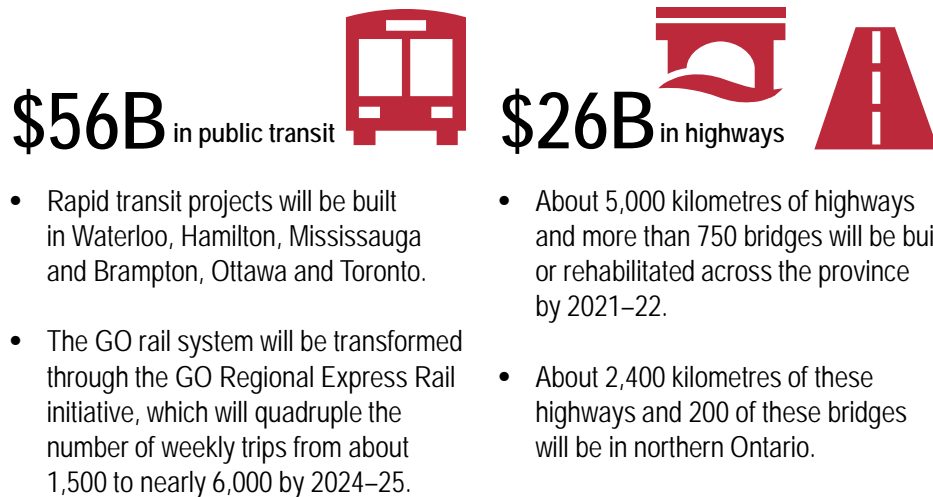 $56B in public transit
• Rapid transit projects will be built
in Waterloo, Hamilton, Mississauga
and Brampton, Ottawa and Toronto.
• The GO rail system will be transformed
through the GO Regional Express Rail
initiative, which will quadruple the
number of weekly trips from about
1,500 to nearly 6,000 by 2024–25.
$26B in highways
• About 5,000 kilometres of highways
and more than 750 bridges will be
or rehabilitated across the province
by 2021–22.
• About 2,400 kilometres of these
highways and 200 of these bridges
will be in northern Ontario.